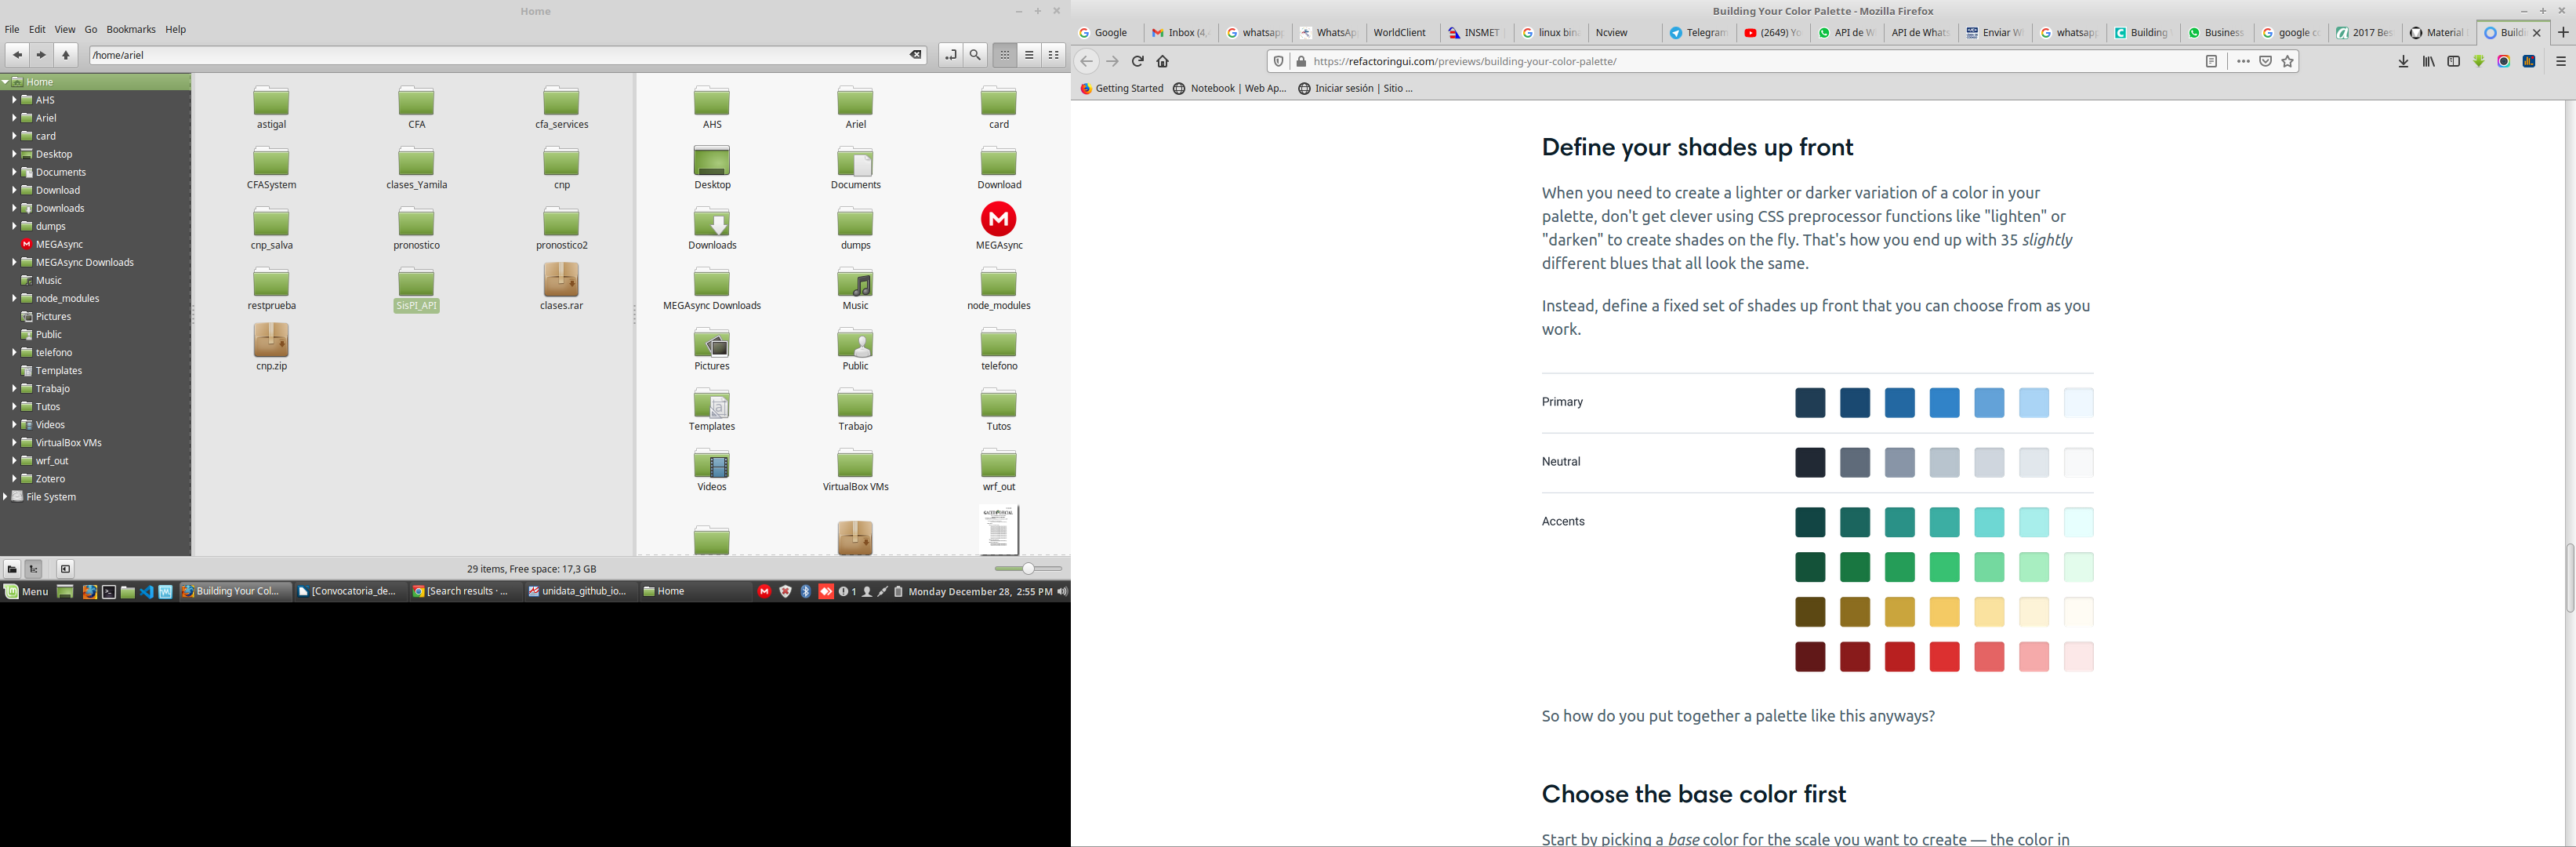 Home
File Edit View Go Bookmarks Help
/home/ariel
Home
AHS
Ariel
card
Desktop
Documents
Download
Downloads
dumps
MEGAsync
MEGAsync Downloads
Music
node_modules
Pictures
Public
telefono
Templates
Trabajo
Tutos
Videos
VirtualBox VMs
wrf_out
Zotero
File System
astigal CFA cfa_services
CFASystem clases_Yamila cnp
cnp_salva pronostico pronostico2
restprueba SisPI_API clases.rar
cnp.zip
AHS Ariel card
Desktop Documents Download
Downloads dumps MEGAsync
MEGAsync Downloads Music node_modules
Pictures Public telefono
Templates Trabajo Tutos
Videos VirtualBox VMs wrf_out
29 items, Free space: 17,3 GB
Menu Building Your Col... [Convocatoria_de... [Search results · ... unidata_github_io... Home 1 Monday December 28, 2:55 PM
Building Your Color Palette - Mozilla Firefox
Google Inbox (4, whatsapp WhatsAp WorldClient INSMET linux bin Ncview Telegram (2649) Yo API de W API de Whats Enviar W whatsapp Building Business google co 2017 Bes Material Buildi
https://refactoringui.com/previews/building-your-color-palette/
Getting Started Notebook | Web Ap... Iniciar sesión | Sitio ...
Define your shades up front
When you need to create a lighter or darker variation of a color in your
palette, don't get clever using CSS preprocessor functions like "lighten" or
"darken" to create shades on the fly. That's how you end up with 35 slightly
different blues that all look the same.
Instead, define a fixed set of shades up front that you can choose from as you
work.
Primary
Neutral
Accents
So how do you put together a palette like this anyways?
Choose the base color first
Start by picking a base color for the scale you want to create — the color in